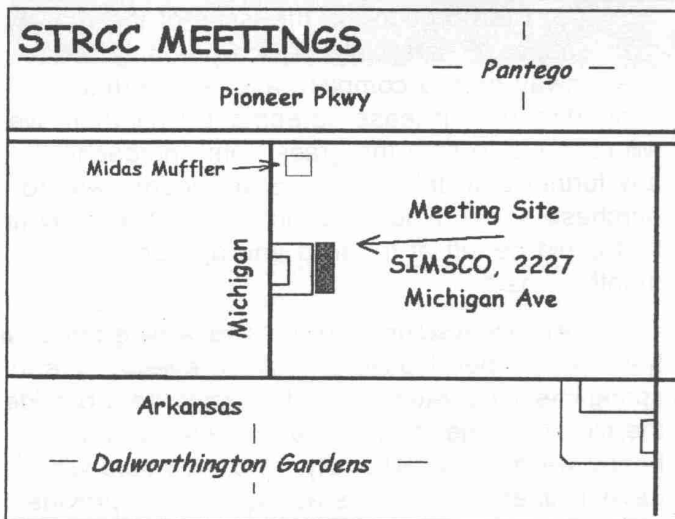 STRCC MEETINGS
Pantego
Pioneer Pkwy
Midas Muffler
Michigan
Meeting Site
SIMSCO, 2227
Michigan Ave
Arkansas
Dalworthington Gardens